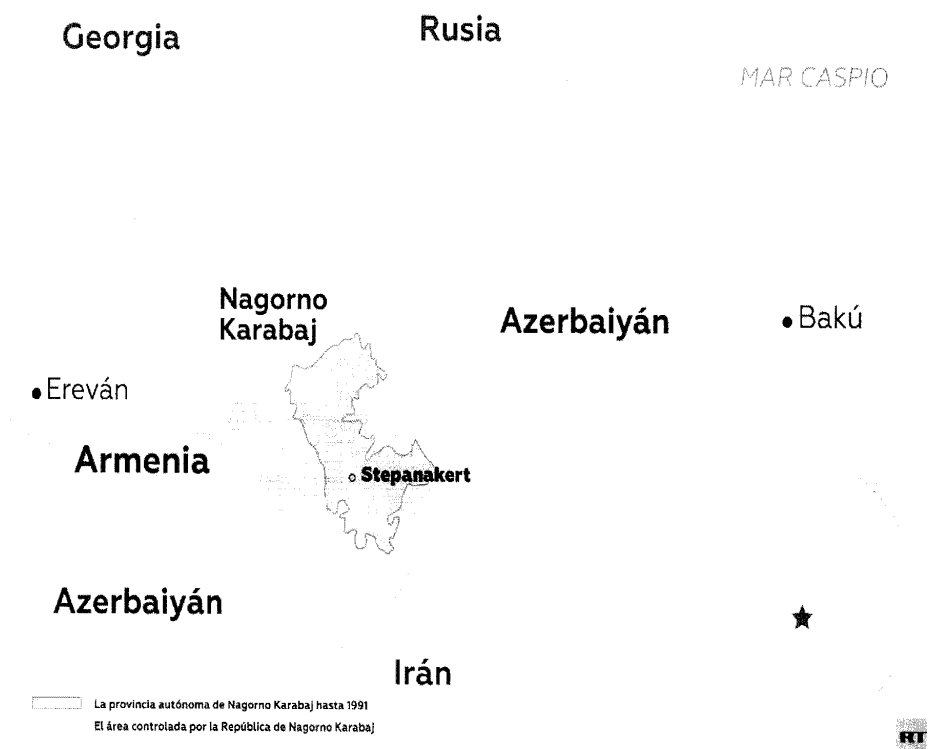 Georgia
Rusia
MAR CASPIO
Nagorno
Karabaj
Azerbaiyán
Bakú
Ereván
Armenia
Stepanakert
Azerbaiyán
Irán
La provincia autónoma de Nagorno Karabaj hasta 1991
El área controlada por la República de Nagorno Karabaj
RT